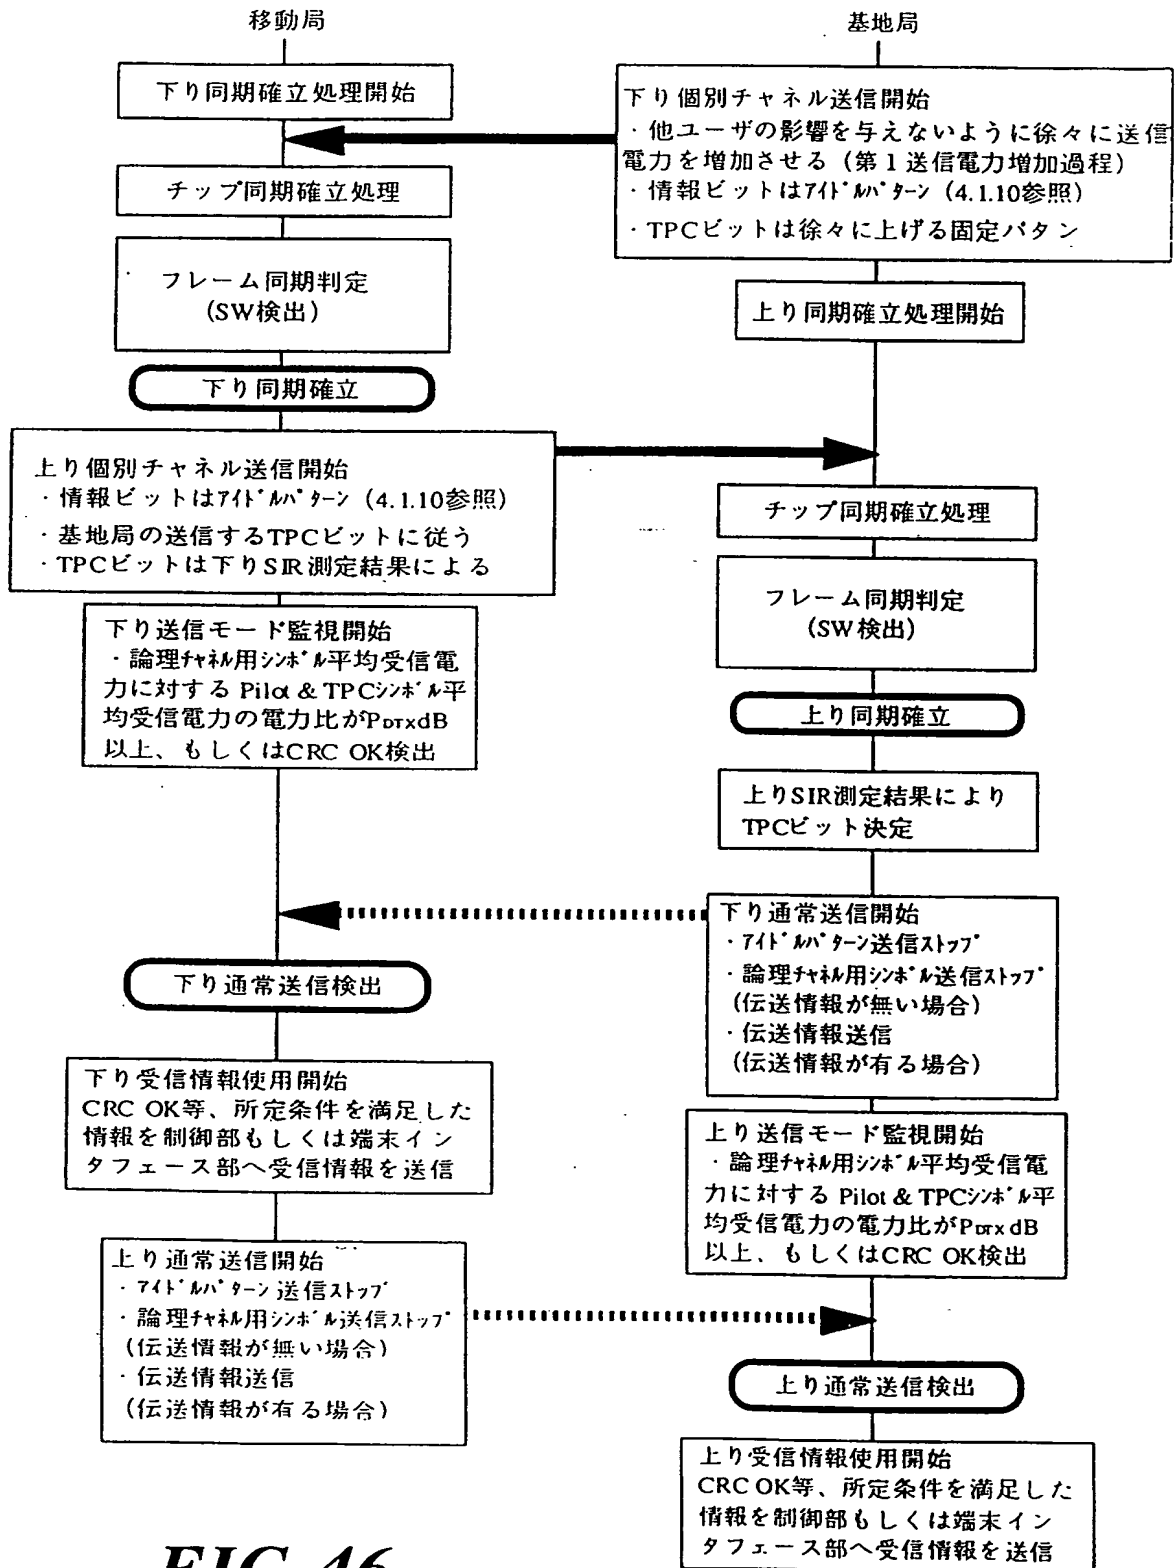 移動局
基地局
下り同期確立処理開始
下り個別チャネル送信開始
・他ユーザの影響を与えないように徐々に送信
電力を増加させる（第1送信電力増加過程）
・情報ビットはアイドルパターン（4.1.10参照）
・TPCビットは徐々に上げる固定パタン
チップ同期確立処理
フレーム同期判定
(SW検出)
上り同期確立処理開始
下り同期確立
上り個別チャネル送信開始
・情報ビットはアイドルパターン（4.1.10参照）
・基地局の送信するTPCビットに従う
・TPCビットは下りSIR測定結果による
チップ同期確立処理
フレーム同期判定
(SW検出)
下り送信モード監視開始
・論理チャネル用シンボル平均受信電
力に対する Pilot & TPCシンボル平
均受信電力の電力比がPDTXdB
以上、もしくはCRC OK検出
上り同期確立
上りSIR測定結果により
TPCビット決定
下り通常送信開始
・アイドルパターン送信ストップ
・論理チャネル用シンボル送信ストップ
(伝送情報が無い場合)
・伝送情報送信
(伝送情報が有る場合)
下り通常送信検出
下り受信情報使用開始
CRC OK等、所定条件を満足した
情報を制御部もしくは端末イン
タフェース部へ受信情報を送信
上り送信モード監視開始
・論理チャネル用シンボル平均受信電
力に対する Pilot & TPCシンボル平
均受信電力の電力比がPDTX dB
以上、もしくはCRC OK検出
上り通常送信開始
・アイドルパターン送信ストップ
・論理チャネル用シンボル送信ストップ
(伝送情報が無い場合)
・伝送情報送信
(伝送情報が有る場合)
上り通常送信検出
上り受信情報使用開始
CRC OK等、所定条件を満足した
情報を制御部もしくは端末イン
タフェース部へ受信情報を送信
FIG. 46